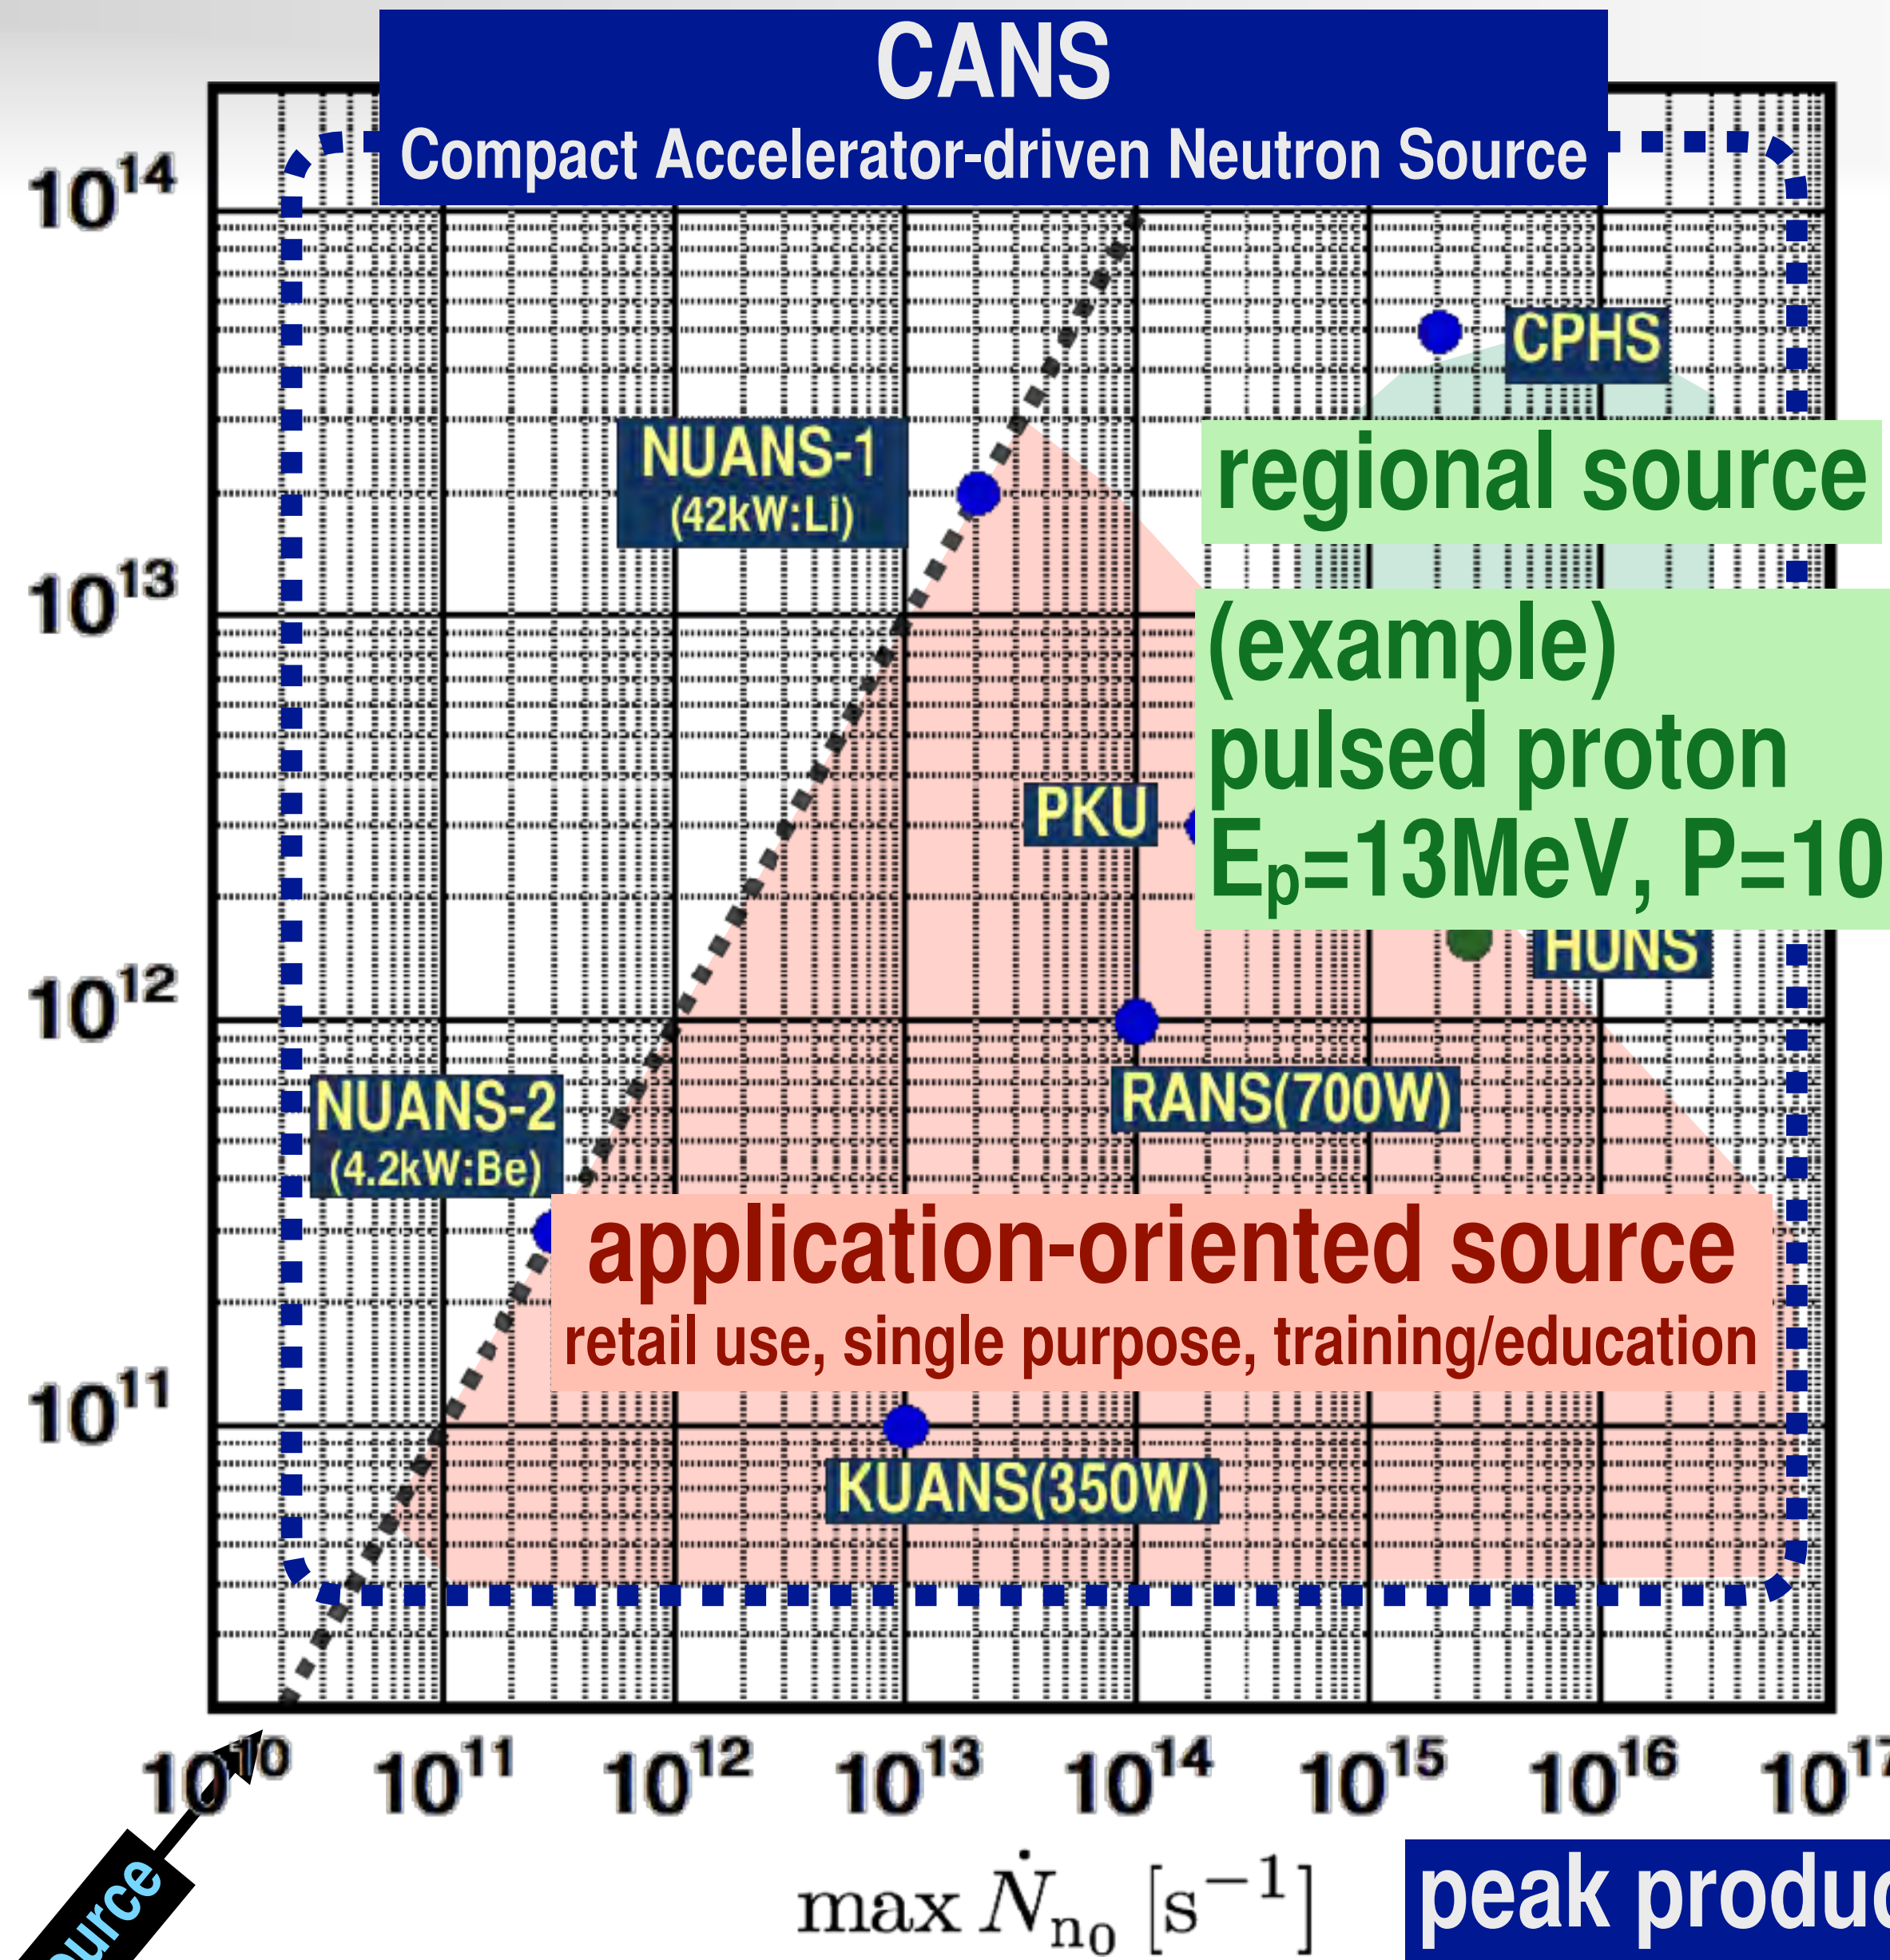 CANS
Compact Accelerator-driven Neutron Source
10¹⁴
CPHS
NUANS-1
(42kW:Li)
regional source
10¹³
(example)
pulsed proton
PKU
Eₚ=13MeV, P=10
HUNS
10¹²
RANS(700W)
NUANS-2
(4.2kW:Be)
application-oriented source
retail use, single purpose, training/education
10¹¹
KUANS(350W)
10¹⁰ 10¹¹ 10¹² 10¹³ 10¹⁴ 10¹⁵ 10¹⁶ 10¹⁷
max Ṅₙ₀ [s⁻¹]
peak produc
ource